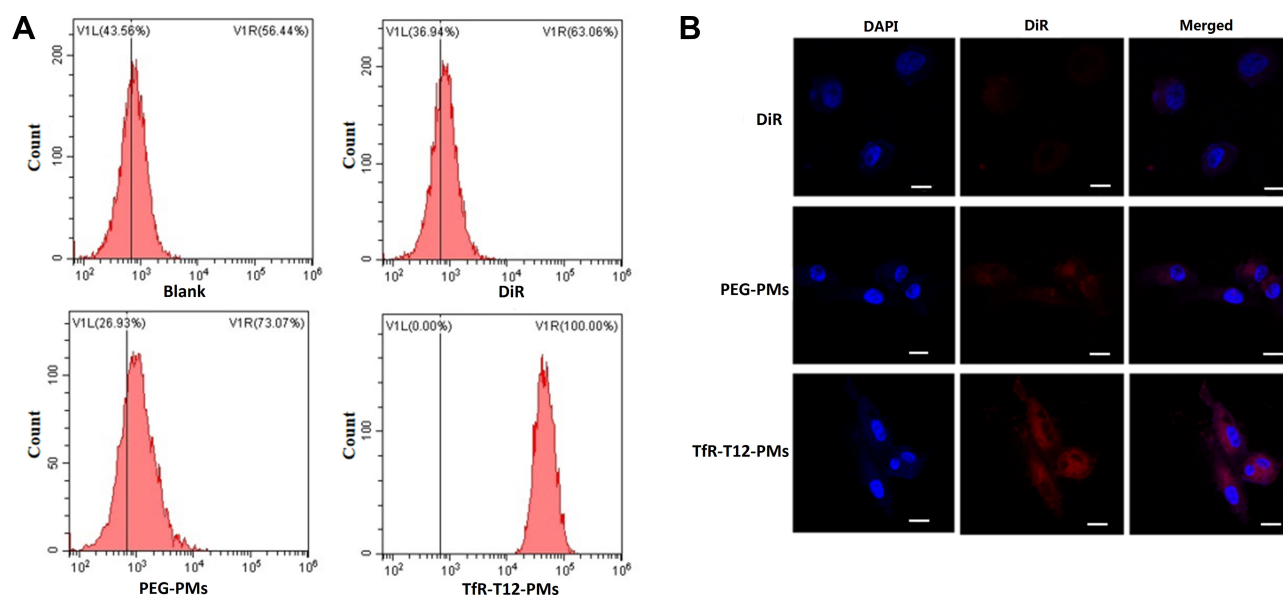 A
V1L(43.56%) V1R(56.44%)
200
100
0
Count
10² 10³ 10⁴ 10⁵ 10⁶
Blank
V1L(36.94%) V1R(63.06%)
200
100
0
Count
10² 10³ 10⁴ 10⁵ 10⁶
DiR
V1L(26.93%) V1R(73.07%)
100
50
0
Count
10² 10³ 10⁴ 10⁵ 10⁶
PEG-PMs
V1L(0.00%) V1R(100.00%)
100
0
Count
10² 10³ 10⁴ 10⁵ 10⁶
TfR-T12-PMs
B
DAPI DiR Merged
DiR
PEG-PMs
TfR-T12-PMs